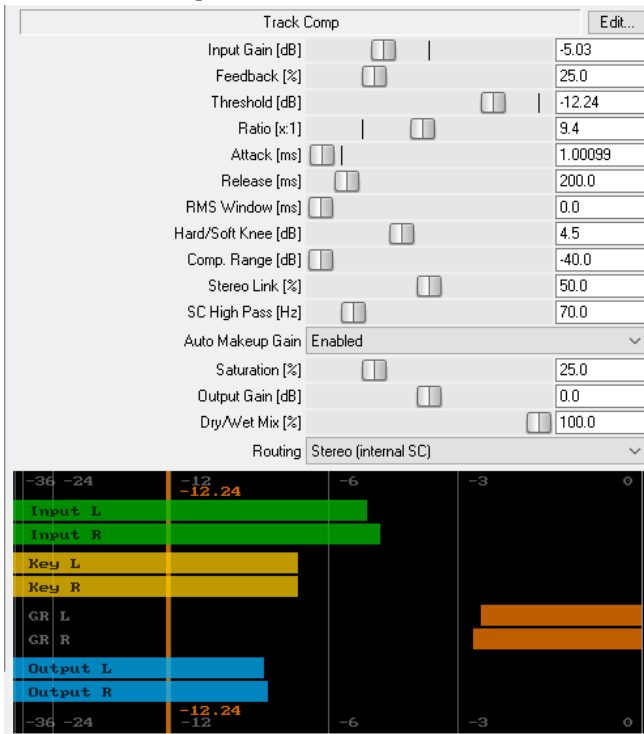 Track Comp Edit...
Input Gain [dB] -5.03
Feedback [%] 25.0
Threshold [dB] -12.24
Ratio [x:1] 9.4
Attack [ms] 1.00099
Release [ms] 200.0
RMS Window [ms] 0.0
Hard/Soft Knee [dB] 4.5
Comp. Range [dB] -40.0
Stereo Link [%] 50.0
SC High Pass [Hz] 70.0
Auto Makeup Gain Enabled
Saturation [%] 25.0
Output Gain [dB] 0.0
Dry/Wet Mix [%] 100.0
Routing Stereo (internal SC)
-36 -24 -12 -6 -3 0
-12.24
Input L
Input R
Key L
Key R
GR L
GR R
Output L
Output R
-12.24
-36 -24 -12 -6 -3 0